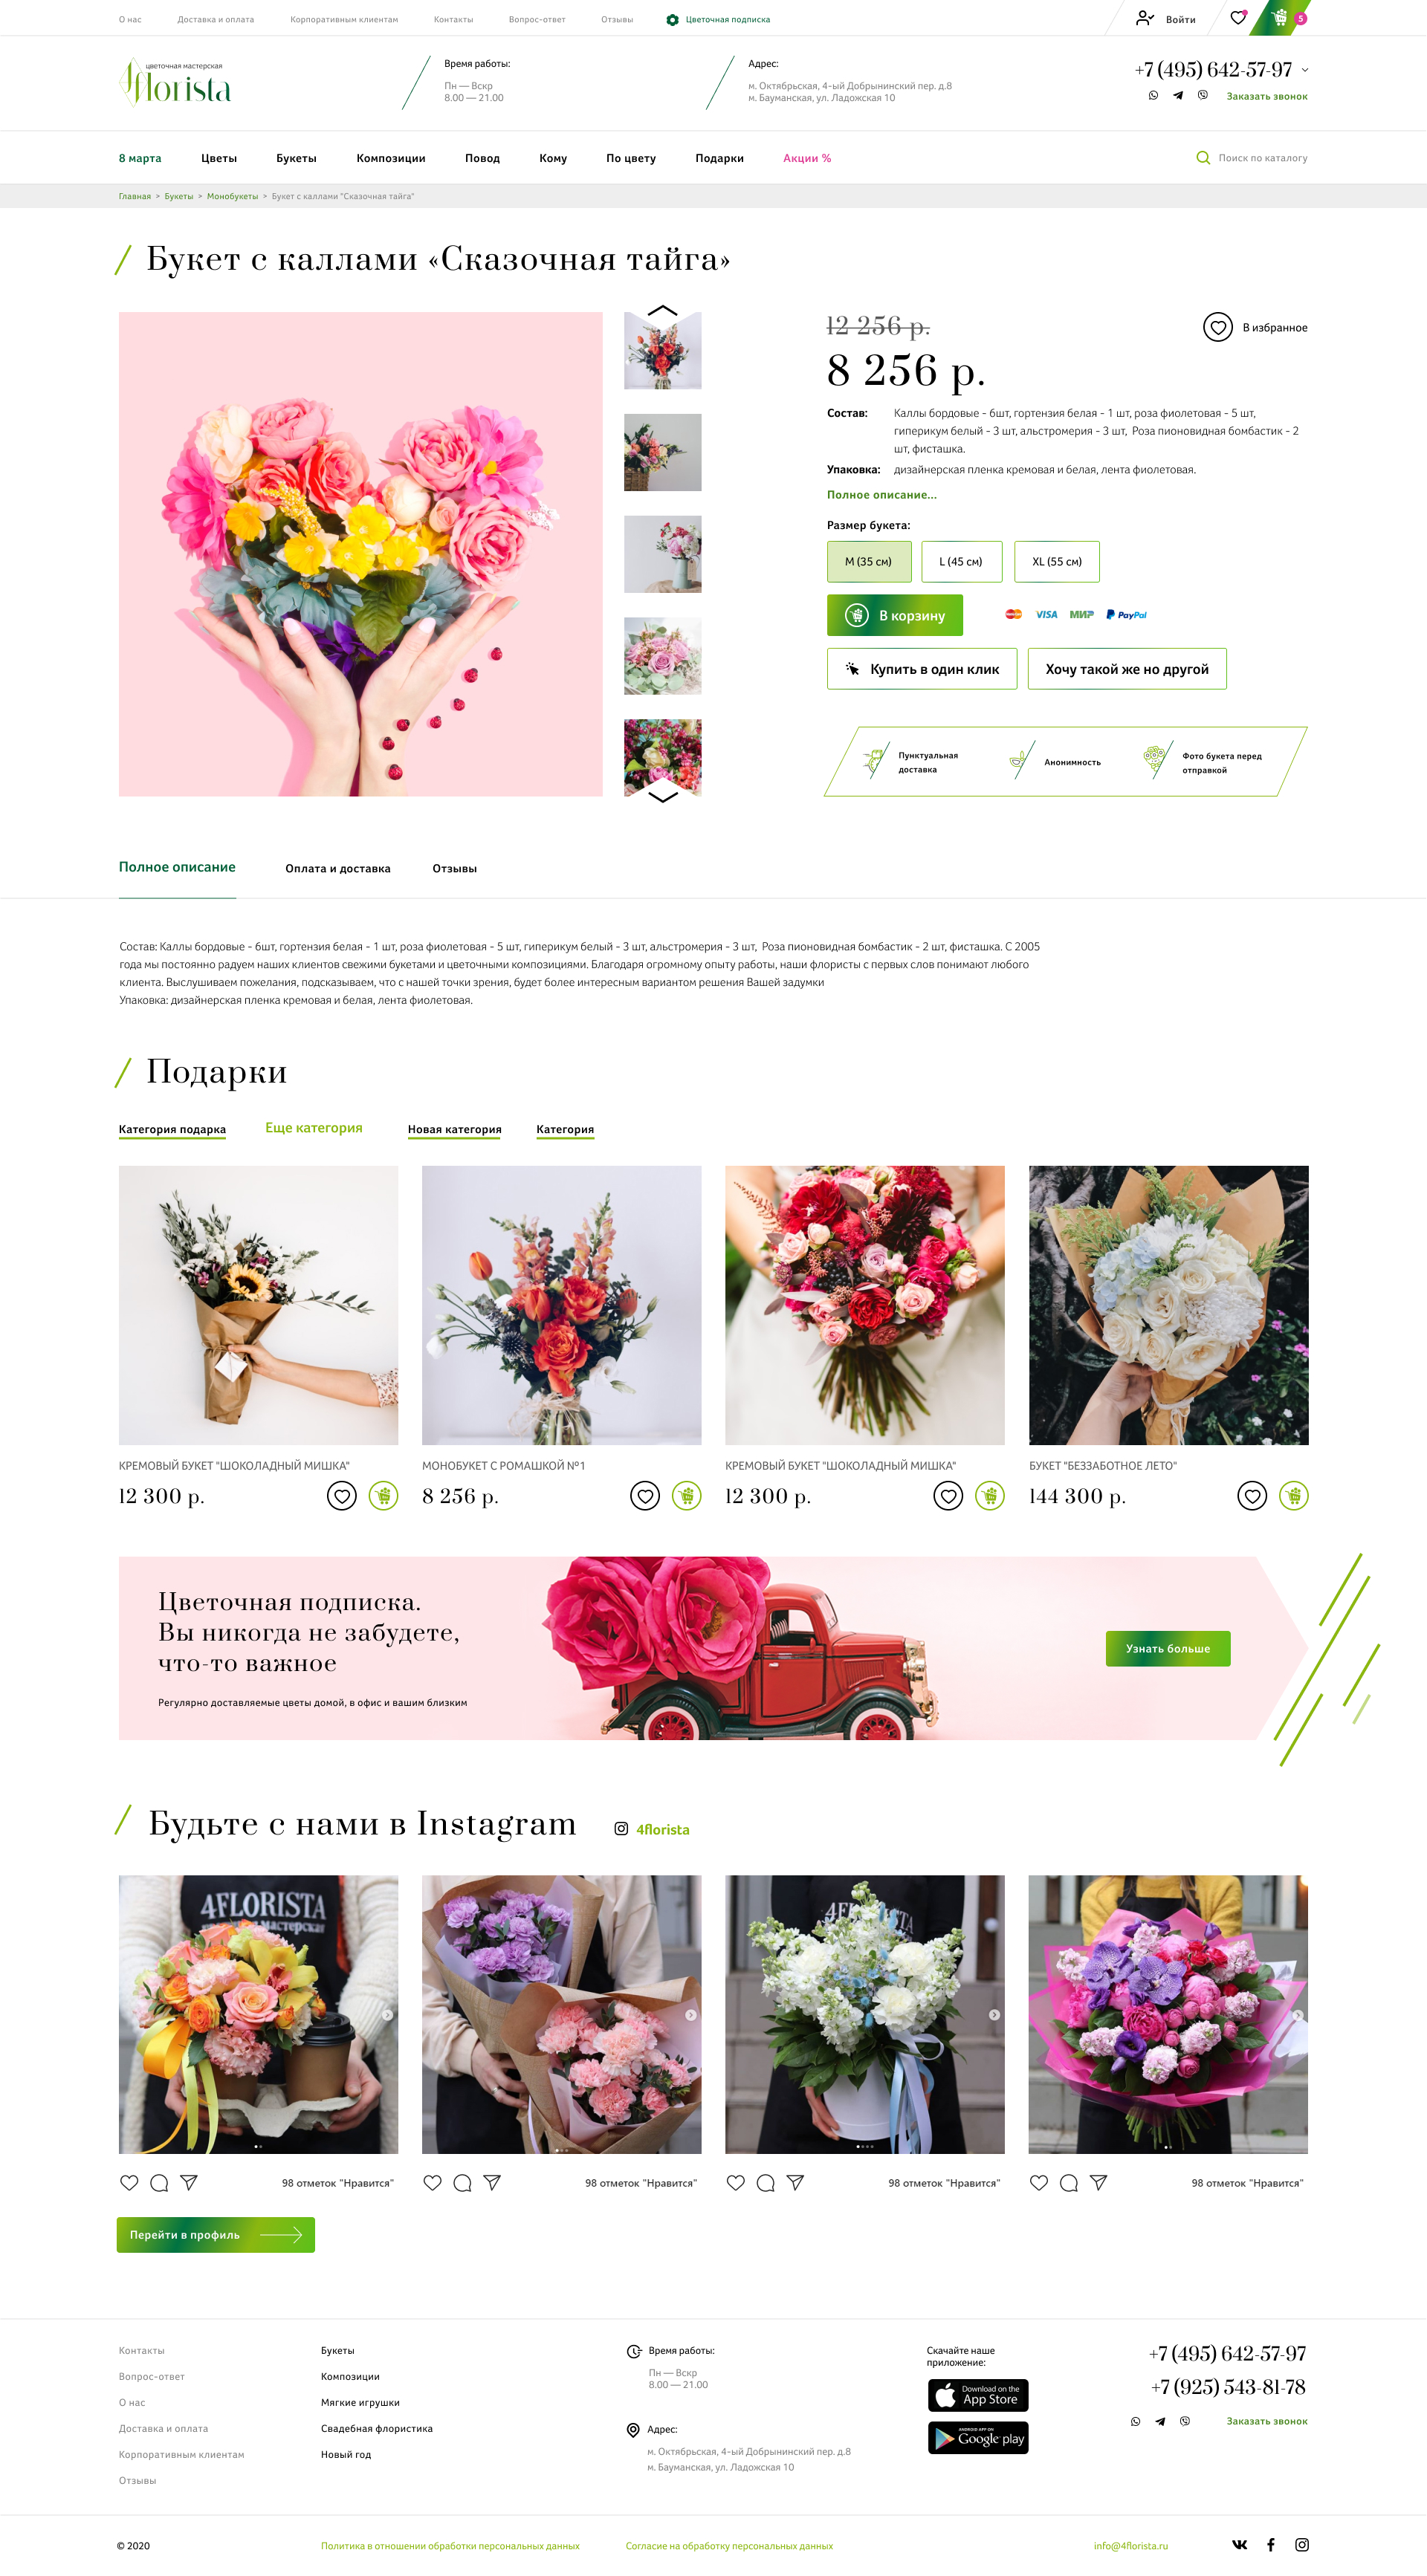 О нас
Доставка и оплата
Корпоративным клиентам
Контакты
Вопрос-ответ
Отзывы
Цветочная подписка
Войти
5
цветочная мастерская
4florista
Время работы:
Пн — Вскр
8.00 — 21.00
Адрес:
м. Октябрьская, 4-ый Добрынинский пер. д.8
м. Бауманская, ул. Ладожская 10
+7 (495) 642-57-97
Заказать звонок
8 марта
Цветы
Букеты
Композиции
Повод
Кому
По цвету
Подарки
Акции %
Поиск по каталогу
Главная > Букеты > Монобукеты > Букет с каллами "Сказочная тайга"
Букет с каллами «Сказочная тайга»
12 256 р.
8 256 р.
В избранное
Состав: Каллы бордовые - 6шт, гортензия белая - 1 шт, роза фиолетовая - 5 шт,
гиперикум белый - 3 шт, альстромерия - 3 шт, Роза пионовидная бомбастик - 2
шт, фисташка.
Упаковка: дизайнерская пленка кремовая и белая, лента фиолетовая.
Полное описание...
Размер букета:
M (35 см)
L (45 см)
XL (55 см)
В корзину
VISA
МИР
PayPal
Купить в один клик
Хочу такой же но другой
Пунктуальная
доставка
Анонимность
Фото букета перед
отправкой
Полное описание
Оплата и доставка
Отзывы
Состав: Каллы бордовые - 6шт, гортензия белая - 1 шт, роза фиолетовая - 5 шт, гиперикум белый - 3 шт, альстромерия - 3 шт, Роза пионовидная бомбастик - 2 шт, фисташка. С 2005
года мы постоянно радуем наших клиентов свежими букетами и цветочными композициями. Благодаря огромному опыту работы, наши флористы с первых слов понимают любого
клиента. Выслушиваем пожелания, подсказываем, что с нашей точки зрения, будет более интересным вариантом решения Вашей задумки
Упаковка: дизайнерская пленка кремовая и белая, лента фиолетовая.
Подарки
Категория подарка
Еще категория
Новая категория
Категория
КРЕМОВЫЙ БУКЕТ "ШОКОЛАДНЫЙ МИШКА"
12 300 р.
МОНОБУКЕТ С РОМАШКОЙ №1
8 256 р.
КРЕМОВЫЙ БУКЕТ "ШОКОЛАДНЫЙ МИШКА"
12 300 р.
БУКЕТ "БЕЗЗАБОТНОЕ ЛЕТО"
144 300 р.
Цветочная подписка.
Вы никогда не забудете,
что-то важное
Регулярно доставляемые цветы домой, в офис и вашим близким
Узнать больше
Будьте с нами в Instagram
4florista
4FLORISTA
98 отметок "Нравится"
98 отметок "Нравится"
98 отметок "Нравится"
98 отметок "Нравится"
Перейти в профиль
Контакты
Вопрос-ответ
О нас
Доставка и оплата
Корпоративным клиентам
Отзывы
Букеты
Композиции
Мягкие игрушки
Свадебная флористика
Новый год
Время работы:
Пн — Вскр
8.00 — 21.00
Адрес:
м. Октябрьская, 4-ый Добрынинский пер. д.8
м. Бауманская, ул. Ладожская 10
Скачайте наше
приложение:
Download on the
App Store
ANDROID APP ON
Google play
+7 (495) 642-57-97
+7 (925) 543-81-78
Заказать звонок
© 2020
Политика в отношении обработки персональных данных
Согласие на обработку персональных данных
info@4florista.ru